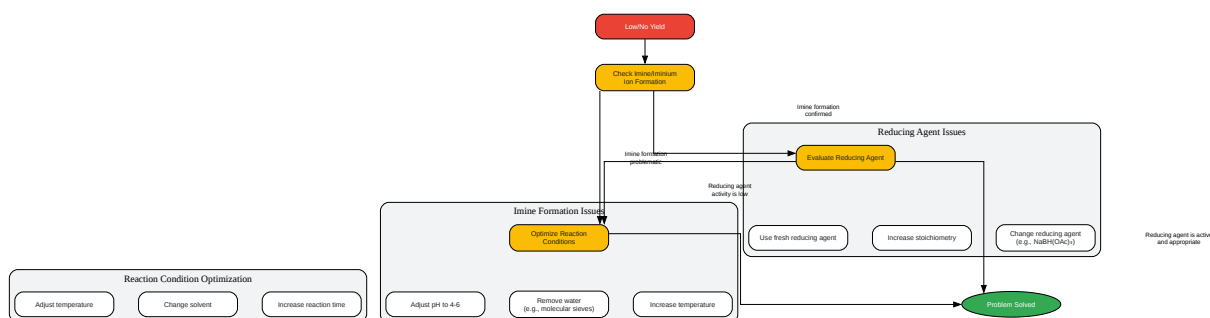 Low/No Yield
Check Imine/Iminium
Ion Formation
Imine formation
confirmed
Reducing Agent Issues
Evaluate Reducing Agent
Imine formation
problematic
Reducing agent
activity is low
Imine Formation Issues
Optimize Reaction
Conditions
Use fresh reducing agent
Increase stoichiometry
Change reducing agent
(e.g., NaBH(OAc)₃)
Reducing agent is active
and appropriate
Reaction Condition Optimization
Adjust temperature
Change solvent
Increase reaction time
Adjust pH to 4-6
Remove water
(e.g., molecular sieves)
Increase temperature
Problem Solved